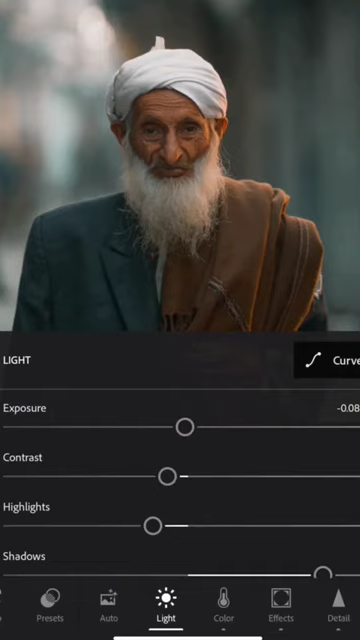 LIGHT
Curve
Exposure
-0.08
Contrast
Highlights
Shadows
Presets
Auto
Light
Color
Effects
Detail